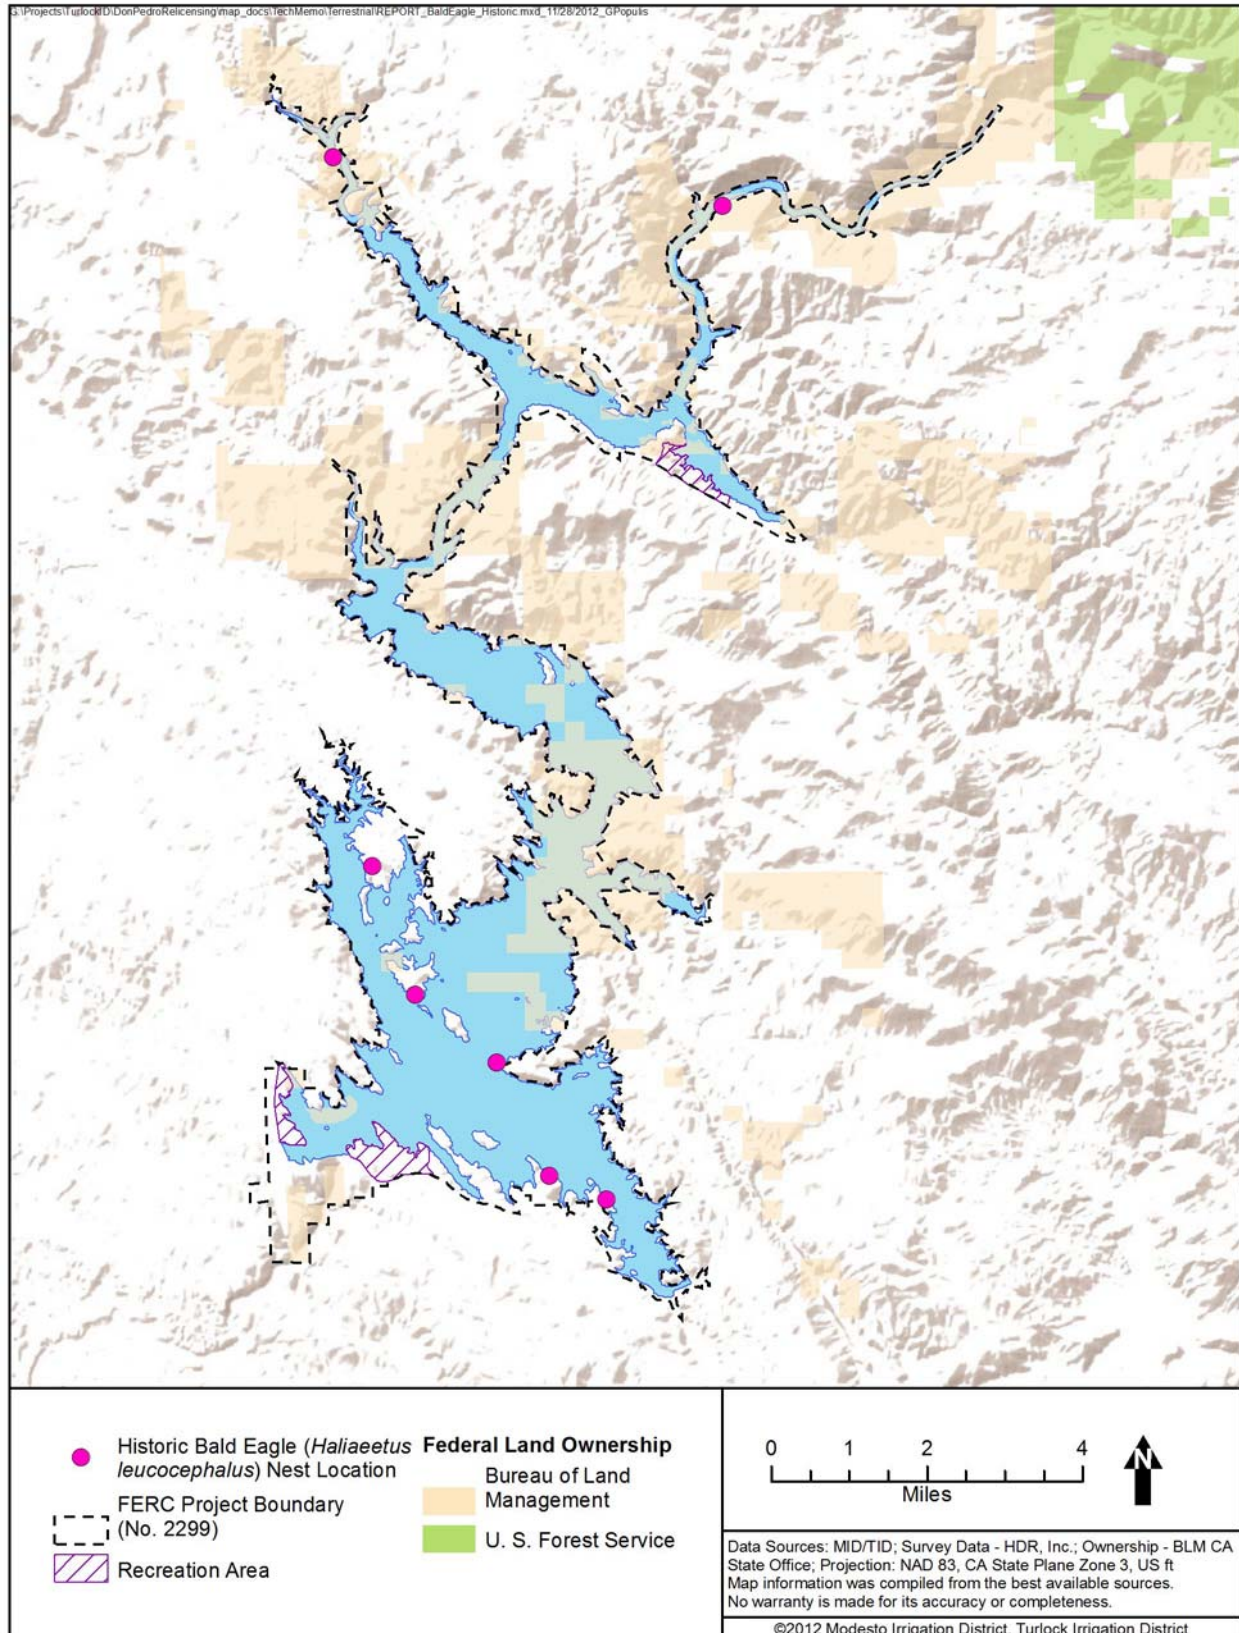 G:\Projects\TurlockID\DonPedroRelicensing\map_docs\TechMemo\Terrestrial\REPORT_BaldEagle_Historic.mxd_11/28/2012_GPopulis
Historic Bald Eagle (Haliaeetus
leucocephalus) Nest Location
FERC Project Boundary
(No. 2299)
Recreation Area
Federal Land Ownership
Bureau of Land
Management
U. S. Forest Service
0 1 2 4
Miles
N
Data Sources: MID/TID; Survey Data - HDR, Inc.; Ownership - BLM CA
State Office; Projection: NAD 83, CA State Plane Zone 3, US ft
Map information was compiled from the best available sources.
No warranty is made for its accuracy or completeness.
©2012 Modesto Irrigation District, Turlock Irrigation District